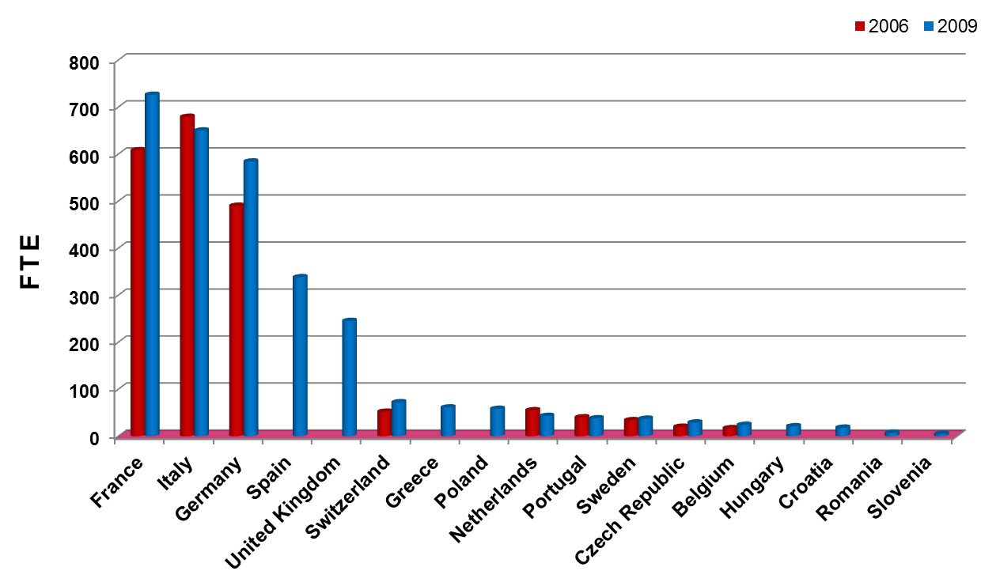 2006 2009
800
700
600
500
400
300
200
100
0
FTE
France
Italy
Germany
Spain
United Kingdom
Switzerland
Greece
Poland
Netherlands
Portugal
Sweden
Czech Republic
Belgium
Hungary
Croatia
Romania
Slovenia